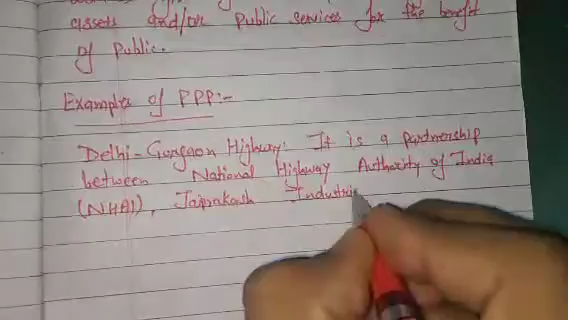 assets and/or public services for the benefit
of public.
Examples of PPP:-
Delhi-Gurgaon Highway: It is a partnership
between National Highway Authority of India
(NHAI), Jaiprakash Industrie